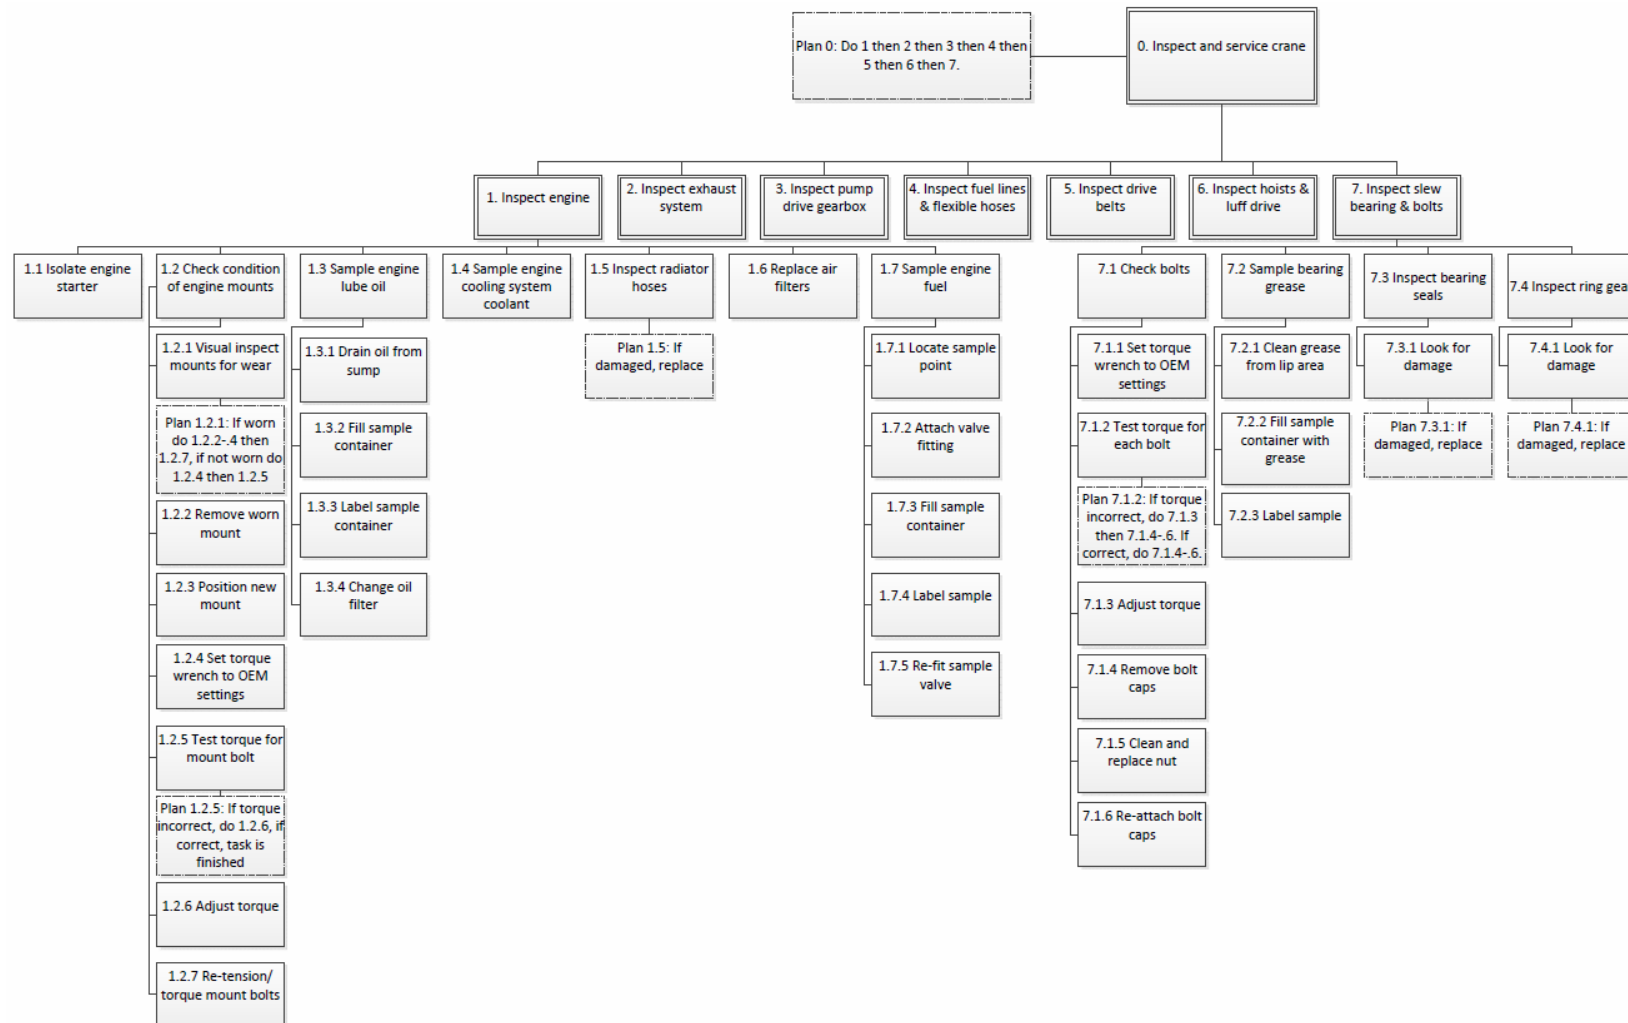 Plan 0: Do 1 then 2 then 3 then 4 then
5 then 6 then 7.
0. Inspect and service crane
1. Inspect engine
2. Inspect exhaust
system
3. Inspect pump
drive gearbox
4. Inspect fuel lines
& flexible hoses
5. Inspect drive
belts
6. Inspect hoists &
luff drive
7. Inspect slew
bearing & bolts
1.1 Isolate engine
starter
1.2 Check condition
of engine mounts
1.3 Sample engine
lube oil
1.4 Sample engine
cooling system
coolant
1.5 Inspect radiator
hoses
1.6 Replace air
filters
1.7 Sample engine
fuel
7.1 Check bolts
7.2 Sample bearing
grease
7.3 Inspect bearing
seals
7.4 Inspect ring gea
1.2.1 Visual inspect
mounts for wear
Plan 1.2.1: If worn
do 1.2.2-.4 then
1.2.7, if not worn do
1.2.4 then 1.2.5
1.2.2 Remove worn
mount
1.2.3 Position new
mount
1.2.4 Set torque
wrench to OEM
settings
1.2.5 Test torque for
mount bolt
Plan 1.2.5: If torque
incorrect, do 1.2.6, if
correct, task is
finished
1.2.6 Adjust torque
1.2.7 Re-tension/
torque mount bolts
1.3.1 Drain oil from
sump
1.3.2 Fill sample
container
1.3.3 Label sample
container
1.3.4 Change oil
filter
Plan 1.5: If
damaged, replace
1.7.1 Locate sample
point
1.7.2 Attach valve
fitting
1.7.3 Fill sample
container
1.7.4 Label sample
1.7.5 Re-fit sample
valve
7.1.1 Set torque
wrench to OEM
settings
7.1.2 Test torque for
each bolt
Plan 7.1.2: If torque
incorrect, do 7.1.3
then 7.1.4-.6. If
correct, do 7.1.4-.6.
7.1.3 Adjust torque
7.1.4 Remove bolt
caps
7.1.5 Clean and
replace nut
7.1.6 Re-attach bolt
caps
7.2.1 Clean grease
from lip area
7.2.2 Fill sample
container with
grease
7.2.3 Label sample
7.3.1 Look for
damage
Plan 7.3.1: If
damaged, replace
7.4.1 Look for
damage
Plan 7.4.1: If
damaged, replace